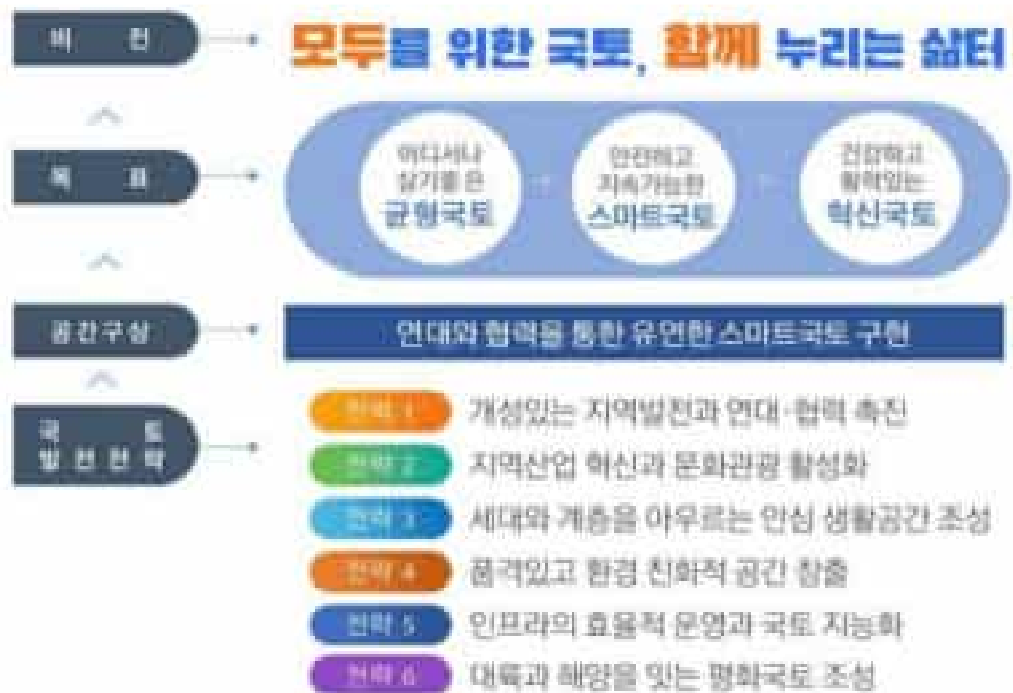 비 전
모두를 위한 국토, 함께 누리는 삶터
목 표
어디서나
살기좋은
균형국토
안전하고
지속가능한
스마트국토
건강하고
활력있는
혁신국토
공간구상
연대와 협력을 통한 유연한 스마트국토 구현
국 토
발전전략
전략 1 개성있는 지역발전과 연대·협력 촉진
전략 2 지역산업 혁신과 문화관광 활성화
전략 3 세대와 계층을 아우르는 안심 생활공간 조성
전략 4 품격있고 환경 친화적 공간 창출
전략 5 인프라의 효율적 운영과 국토 지능화
전략 6 대륙과 해양을 잇는 평화국토 조성